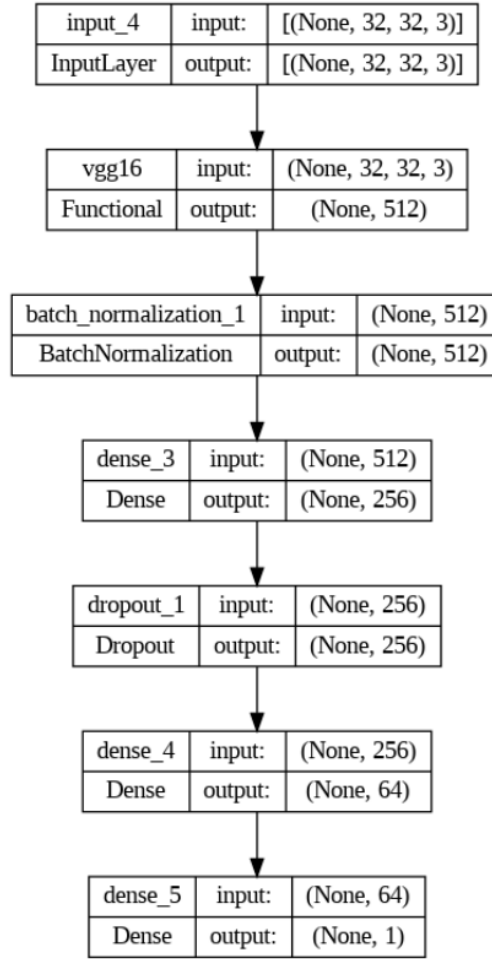 input_4 input: [(None, 32, 32, 3)]
InputLayer output: [(None, 32, 32, 3)]
vgg16 input: (None, 32, 32, 3)
Functional output: (None, 512)
batch_normalization_1 input: (None, 512)
BatchNormalization output: (None, 512)
dense_3 input: (None, 512)
Dense output: (None, 256)
dropout_1 input: (None, 256)
Dropout output: (None, 256)
dense_4 input: (None, 256)
Dense output: (None, 64)
dense_5 input: (None, 64)
Dense output: (None, 1)